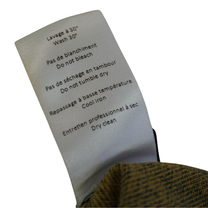 Lavage à 30°
Wash 30°
Pas de blanchiment
Do not bleach
Pas de séchage en tambour
Do not tumble dry
Repassage à basse température
Cool iron
Entretien professionnel à sec
Dry clean